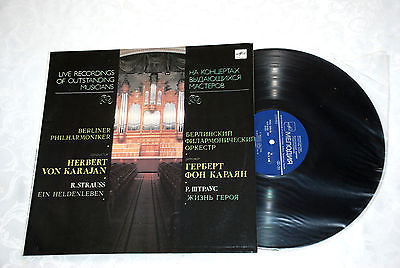 LIVE RECORDINGS
OF OUTSTANDING
MUSICIANS
НА КОНЦЕРТАХ
ВЫДАЮЩИХСЯ
МАСТЕРОВ
BERLINER
PHILHARMONIKER
HERBERT
VON KARAJAN
R. STRAUSS
EIN HELDENLEBEN
БЕРЛИНСКИЙ
ФИЛАРМОНИЧЕСКИЙ
ОРКЕСТР
ГЕРБЕРТ
ФОН КАРАЯН
Р. ШТРАУС
ЖИЗНЬ ГЕРОЯ
МЕЛОДИЯ